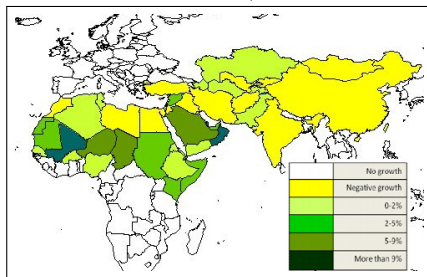 No growth
Negative growth
0-2%
2-5%
5-9%
More than 9%